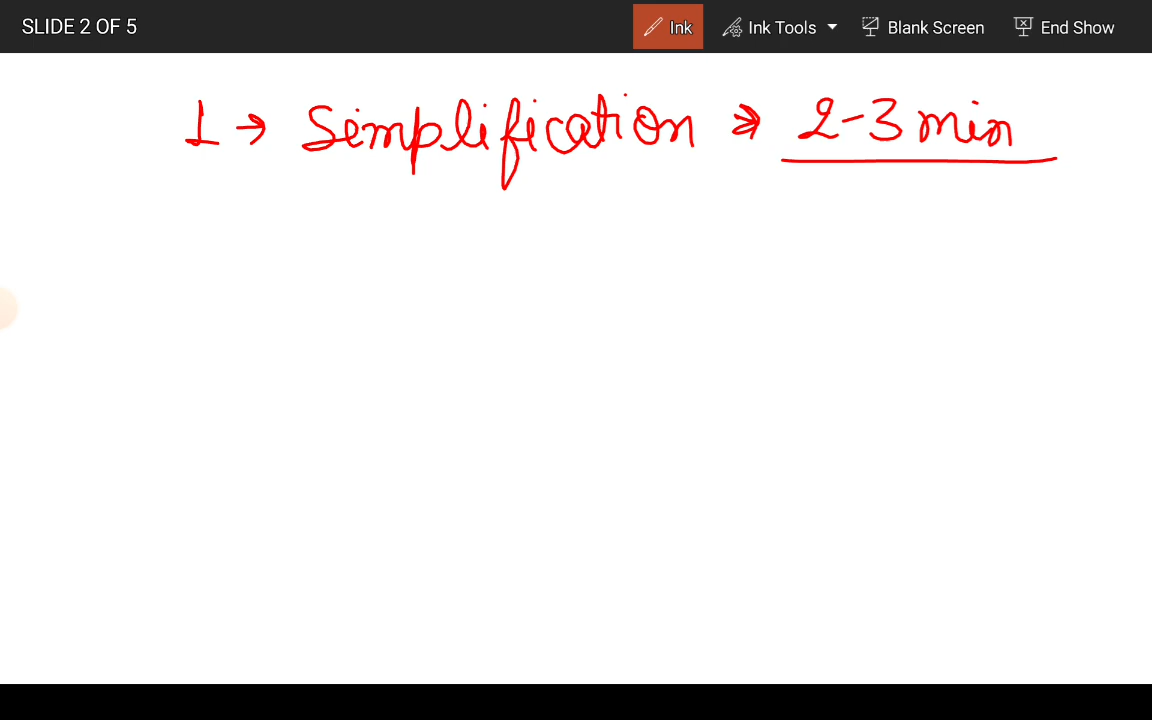 SLIDE 2 OF 5 Ink Ink Tools Blank Screen End Show
1 → Simplification ⇒ 2-3 min